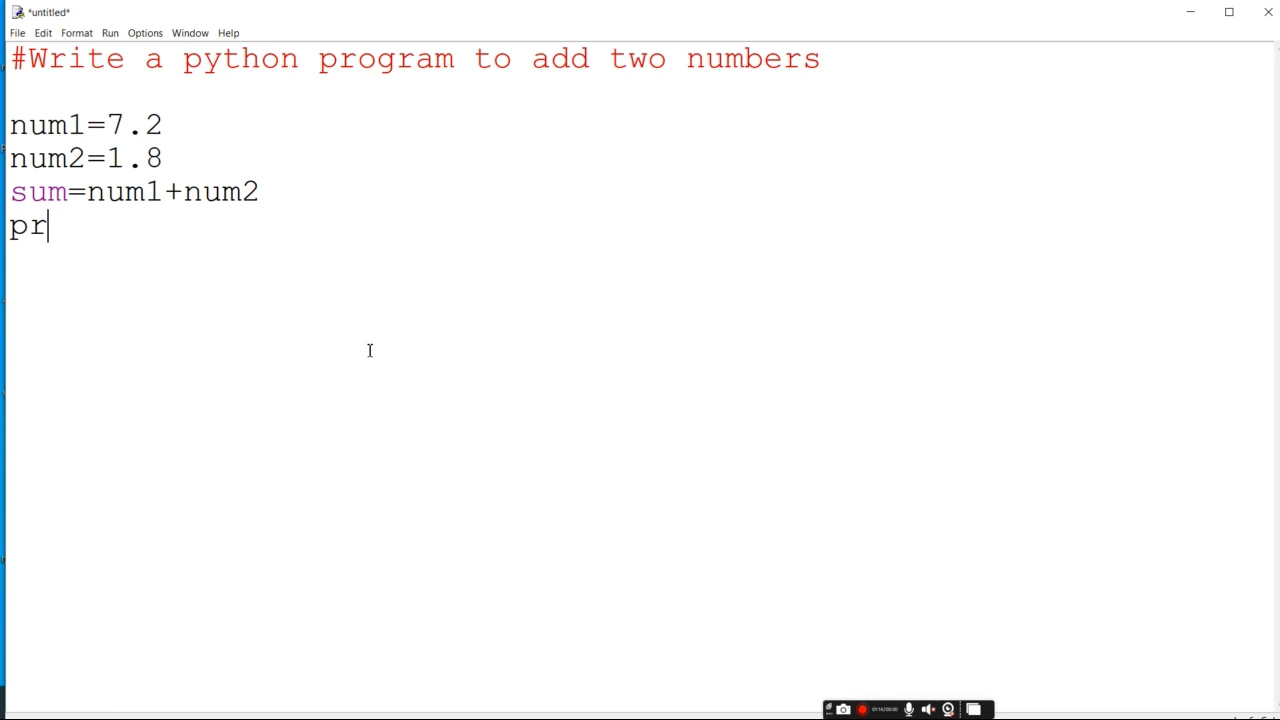 *untitled*
File Edit Format Run Options Window Help
#Write a python program to add two numbers
num1=7.2
num2=1.8
sum=num1+num2
pr